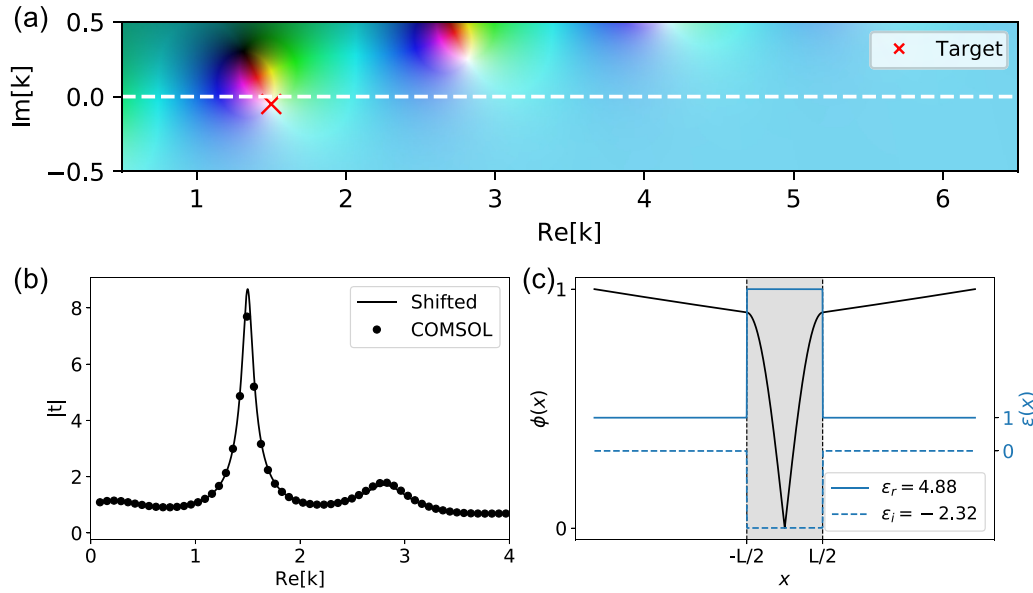 (a)
0.5
0.0
−0.5
Im[k]
Target
1 2 3 4 5 6
Re[k]
(b)
8
6
4
2
0
|t|
Shifted
COMSOL
0 1 2 3 4
Re[k]
(c)
1
0
ϕ(x)
1
0
ε(x)
εr = 4.88
εi = −2.32
-L/2 L/2
x